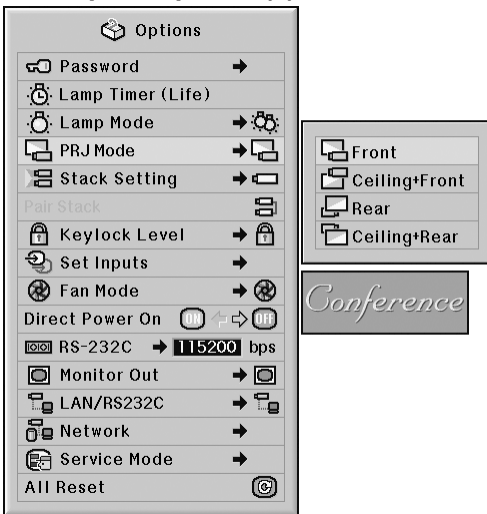 Options
Password
Lamp Timer (Life)
Lamp Mode
PRJ Mode
Stack Setting
Pair Stack
Keylock Level
Set Inputs
Fan Mode
Direct Power On ON OFF
RS-232C 115200 bps
Monitor Out
LAN/RS232C
Network
Service Mode
All Reset
Front
Ceiling+Front
Rear
Ceiling+Rear
Conference